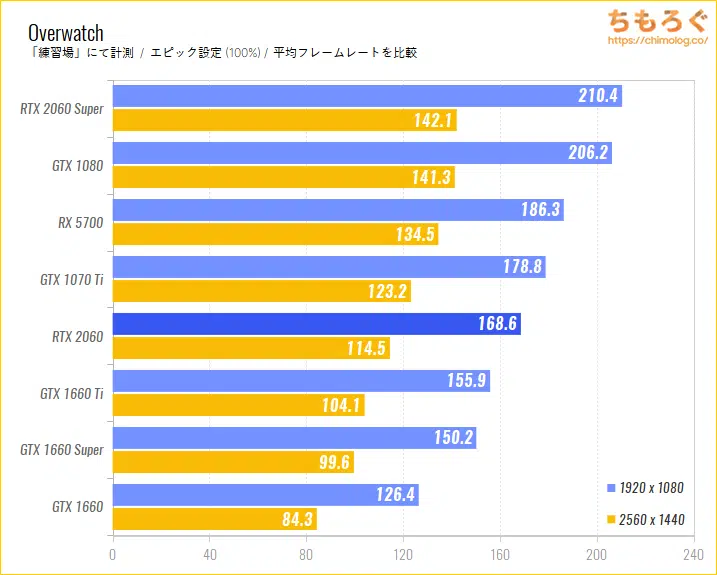 Overwatch
「練習場」にて計測 / エピック設定 (100%) / 平均フレームレートを比較
ちもろぐ
https://chimolog.co/
RTX 2060 Super
210.4
142.1
GTX 1080
206.2
141.3
RX 5700
186.3
134.5
GTX 1070 Ti
178.8
123.2
RTX 2060
168.6
114.5
GTX 1660 Ti
155.9
104.1
GTX 1660 Super
150.2
99.6
GTX 1660
126.4
84.3
1920 x 1080
2560 x 1440
0 40 80 120 160 200 240